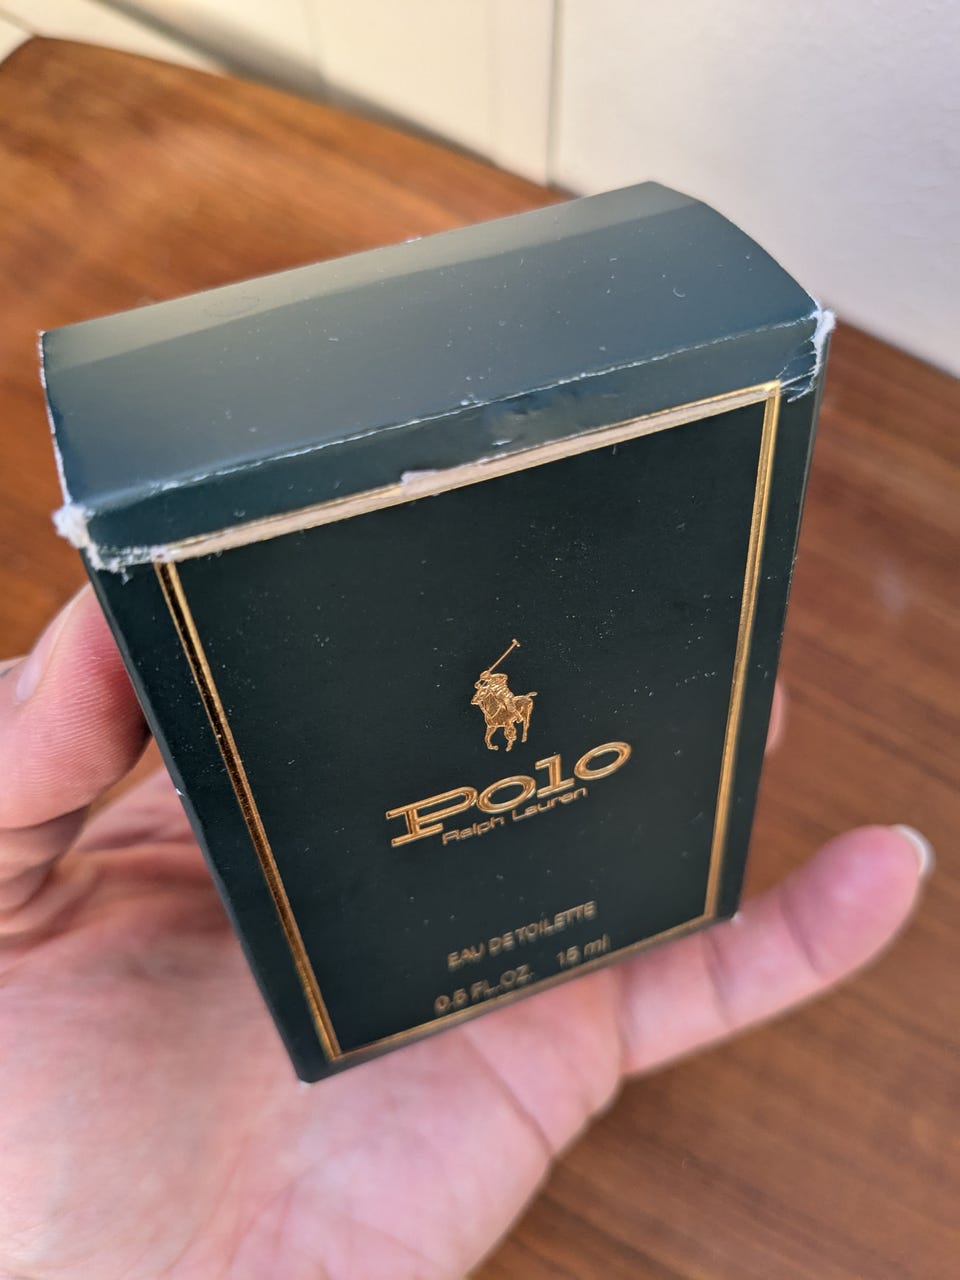 Polo
Ralph Lauren
EAU DE TOILETTE
0.5 FL.OZ. 15 ml